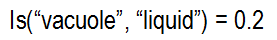 Is(“vacuole”, “liquid”) = 0.2